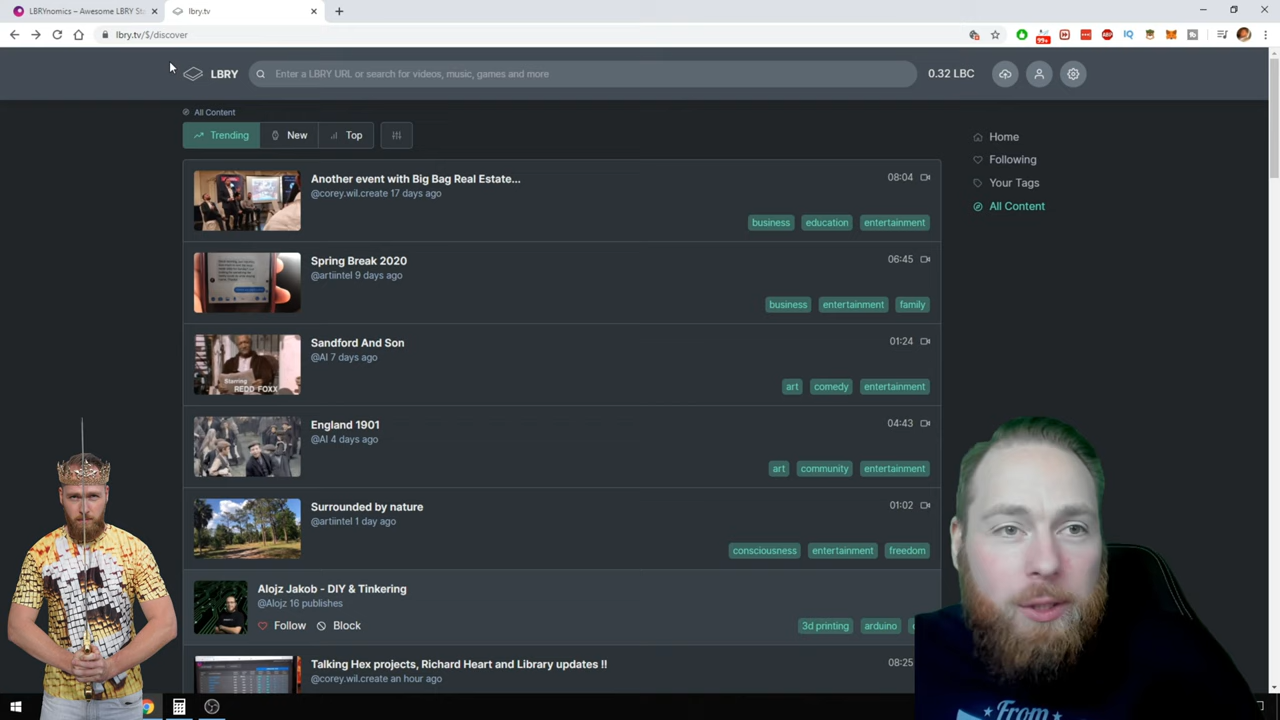 LBRYnomics – Awesome LBRY St
lbry.tv
lbry.tv/$/discover
99+
ABP
IQ
LBRY
Enter a LBRY URL or search for videos, music, games and more
0.32 LBC
All Content
Trending
New
Top
Home
Following
Your Tags
All Content
Another event with Big Bag Real Estate...
@corey.wil.create 17 days ago
08:04
business
education
entertainment
Spring Break 2020
@artiintel 9 days ago
06:45
business
entertainment
family
Sandford And Son
@AI 7 days ago
01:24
art
comedy
entertainment
Starring
REDD FOXX
England 1901
@AI 4 days ago
04:43
art
community
entertainment
Surrounded by nature
@artiintel 1 day ago
01:02
consciousness
entertainment
freedom
Alojz Jakob - DIY & Tinkering
@Alojz 16 publishes
Follow
Block
3d printing
arduino
Talking Hex projects, Richard Heart and Library updates !!
@corey.wil.create an hour ago
08:25
From